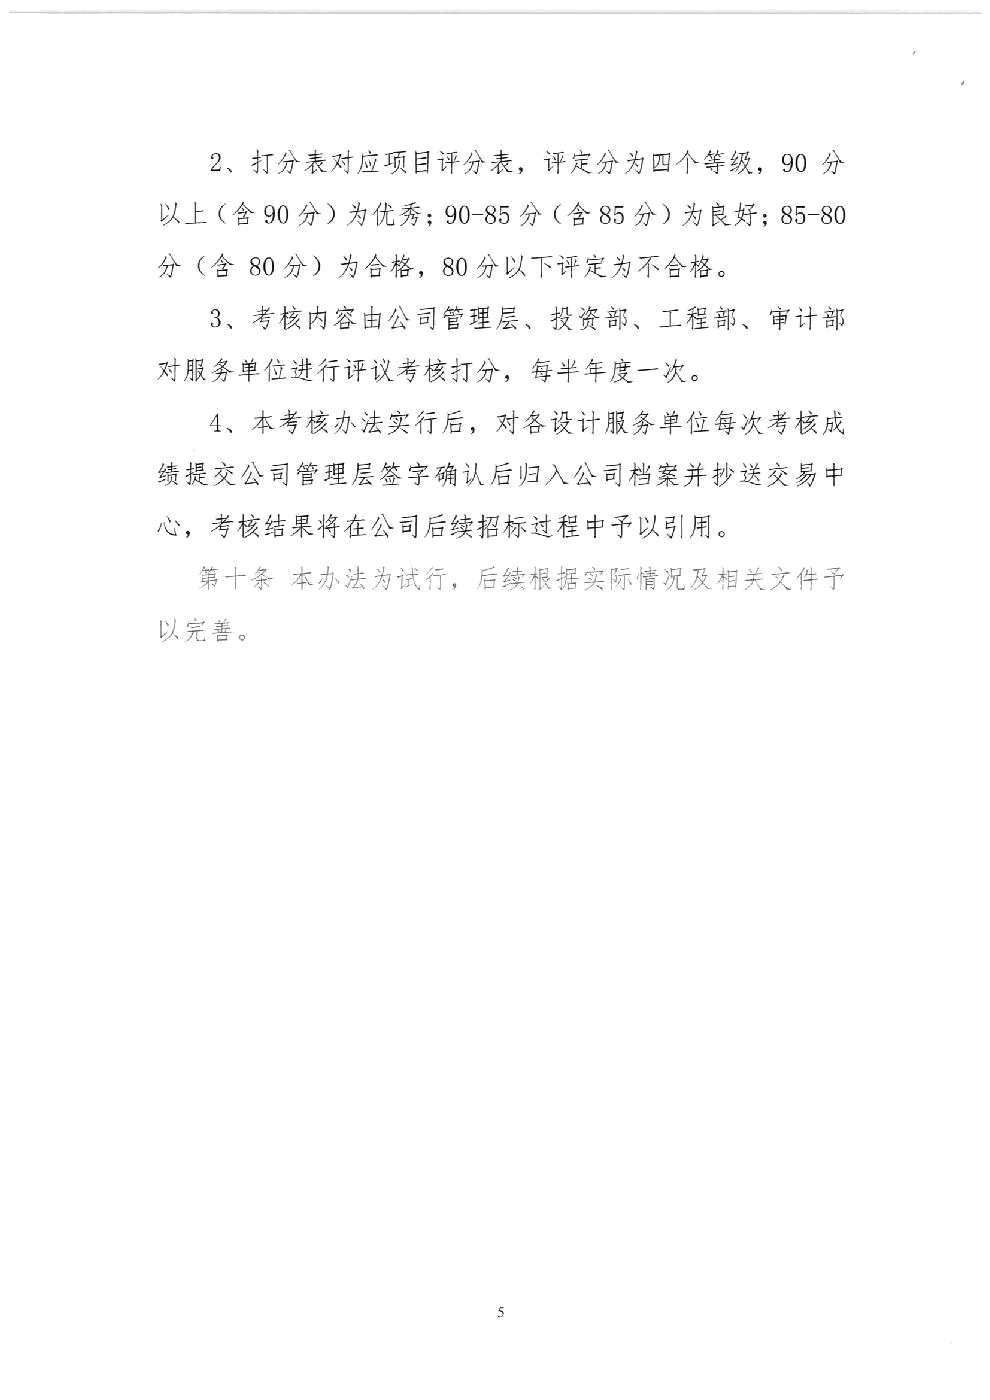 2、打分表对应项目评分表，评定分为四个等级，90 分
以上（含 90 分）为优秀；90-85 分（含 85 分）为良好；85-80
分（含 80 分）为合格，80 分以下评定为不合格。
3、考核内容由公司管理层、投资部、工程部、审计部
对服务单位进行评议考核打分，每半年度一次。
4、本考核办法实行后，对各设计服务单位每次考核成
绩提交公司管理层签字确认后归入公司档案并抄送交易中
心，考核结果将在公司后续招标过程中予以引用。
第十条 本办法为试行，后续根据实际情况及相关文件予
以完善。
5